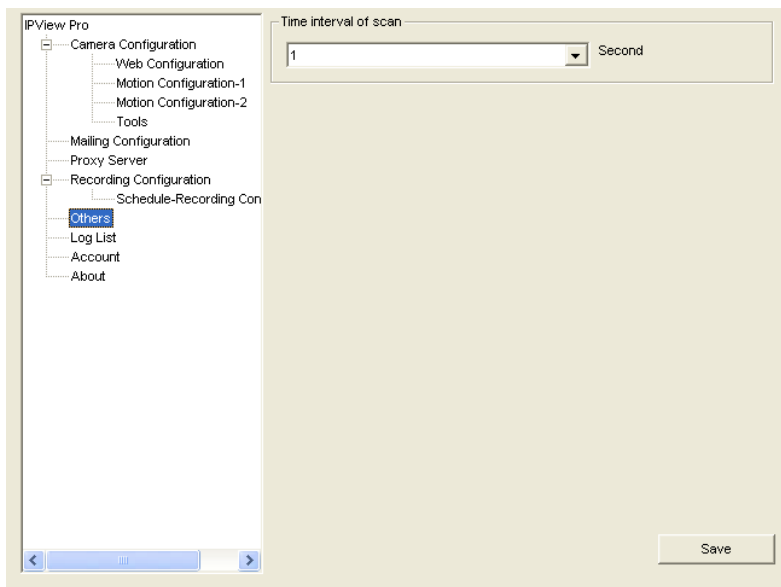 IPView Pro
Camera Configuration
Web Configuration
Motion Configuration-1
Motion Configuration-2
Tools
Mailing Configuration
Proxy Server
Recording Configuration
Schedule-Recording Con
Others
Log List
Account
About
Time interval of scan
1 Second
Save